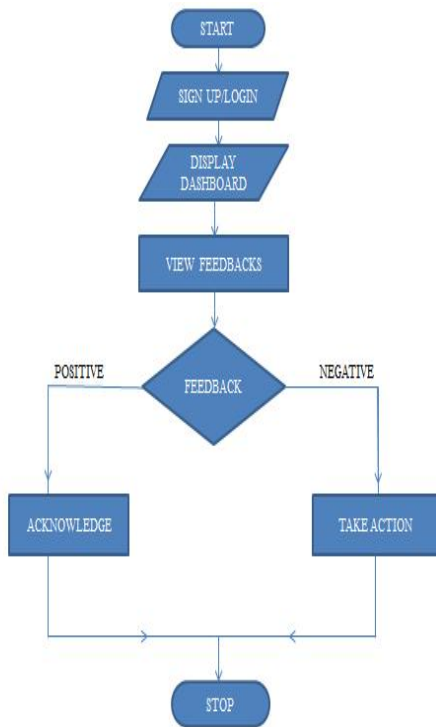 START
SIGN UP/LOGIN
DISPLAY
DASHBOARD
VIEW FEEDBACKS
FEEDBACK
POSITIVE
NEGATIVE
ACKNOWLEDGE
TAKE ACTION
STOP